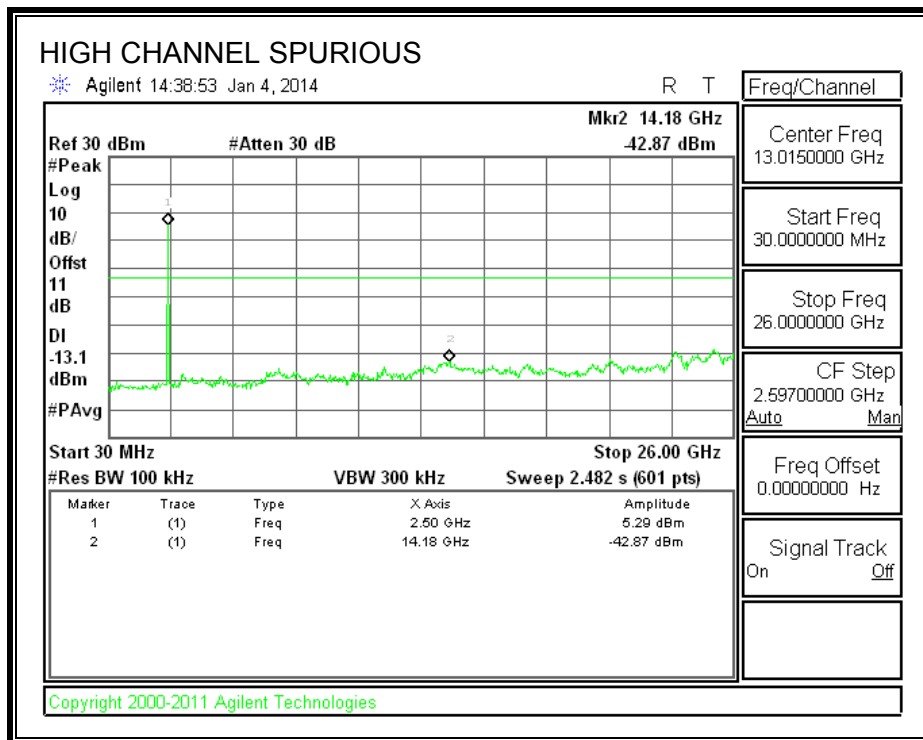 HIGH CHANNEL SPURIOUS
Agilent 14:38:53 Jan 4, 2014 R T
Mkr2 14.18 GHz
Ref 30 dBm #Atten 30 dB -42.87 dBm
#Peak
Log
10
dB/
Offst
11
dB
DI
-13.1
dBm
#PAvg
1
2
Start 30 MHz Stop 26.00 GHz
#Res BW 100 kHz VBW 300 kHz Sweep 2.482 s (601 pts)
Marker Trace Type X Axis Amplitude
1 (1) Freq 2.50 GHz 5.29 dBm
2 (1) Freq 14.18 GHz -42.87 dBm
Freq/Channel
Center Freq
13.0150000 GHz
Start Freq
30.0000000 MHz
Stop Freq
26.0000000 GHz
CF Step
2.59700000 GHz
Auto Man
Freq Offset
0.00000000 Hz
Signal Track
On Off
Copyright 2000-2011 Agilent Technologies